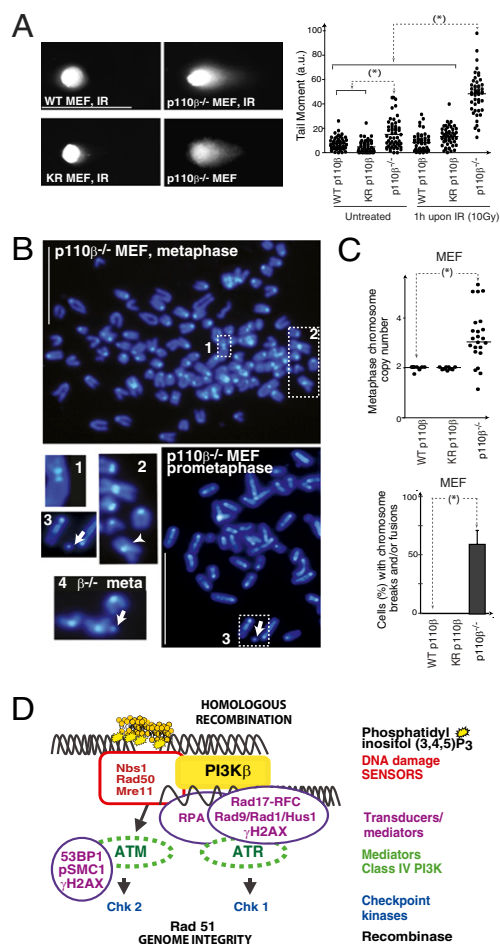 A
WT MEF, IR
p110β-/- MEF, IR
KR MEF, IR
p110β-/- MEF
Tail Moment (a.u.)
100
80
60
40
20
0
(*)
(*)
WT p110β
KR p110β
p110β-/-
WT p110β
KR p110β
p110β-/-
Untreated
1h upon IR (10Gy)
B
p110β-/- MEF, metaphase
1
2
1
2
3
4 β-/- meta
p110β-/- MEF
prometaphase
3
C
MEF
(*)
Metaphase chromosome
copy number
6
4
2
0
WT p110β
KR p110β
p110β-/-
MEF
(*)
Cells (%) with chromosome
breaks and/or fusions
100
75
50
0
WT p110β
KR p110β
p110β-/-
D
HOMOLOGOUS
RECOMBINATION
Nbs1
Rad50
Mre11
PI3Kβ
RPA
Rad17-RFC
Rad9/Rad1/Hus1
γH2AX
53BP1
pSMC1
γH2AX
ATM
ATR
Chk 2
Chk 1
Rad 51
GENOME INTEGRITY
Phosphatidyl
inositol (3,4,5)P3
DNA damage
SENSORS
Transducers/
mediators
Mediators
Class IV PI3K
Checkpoint
kinases
Recombinase